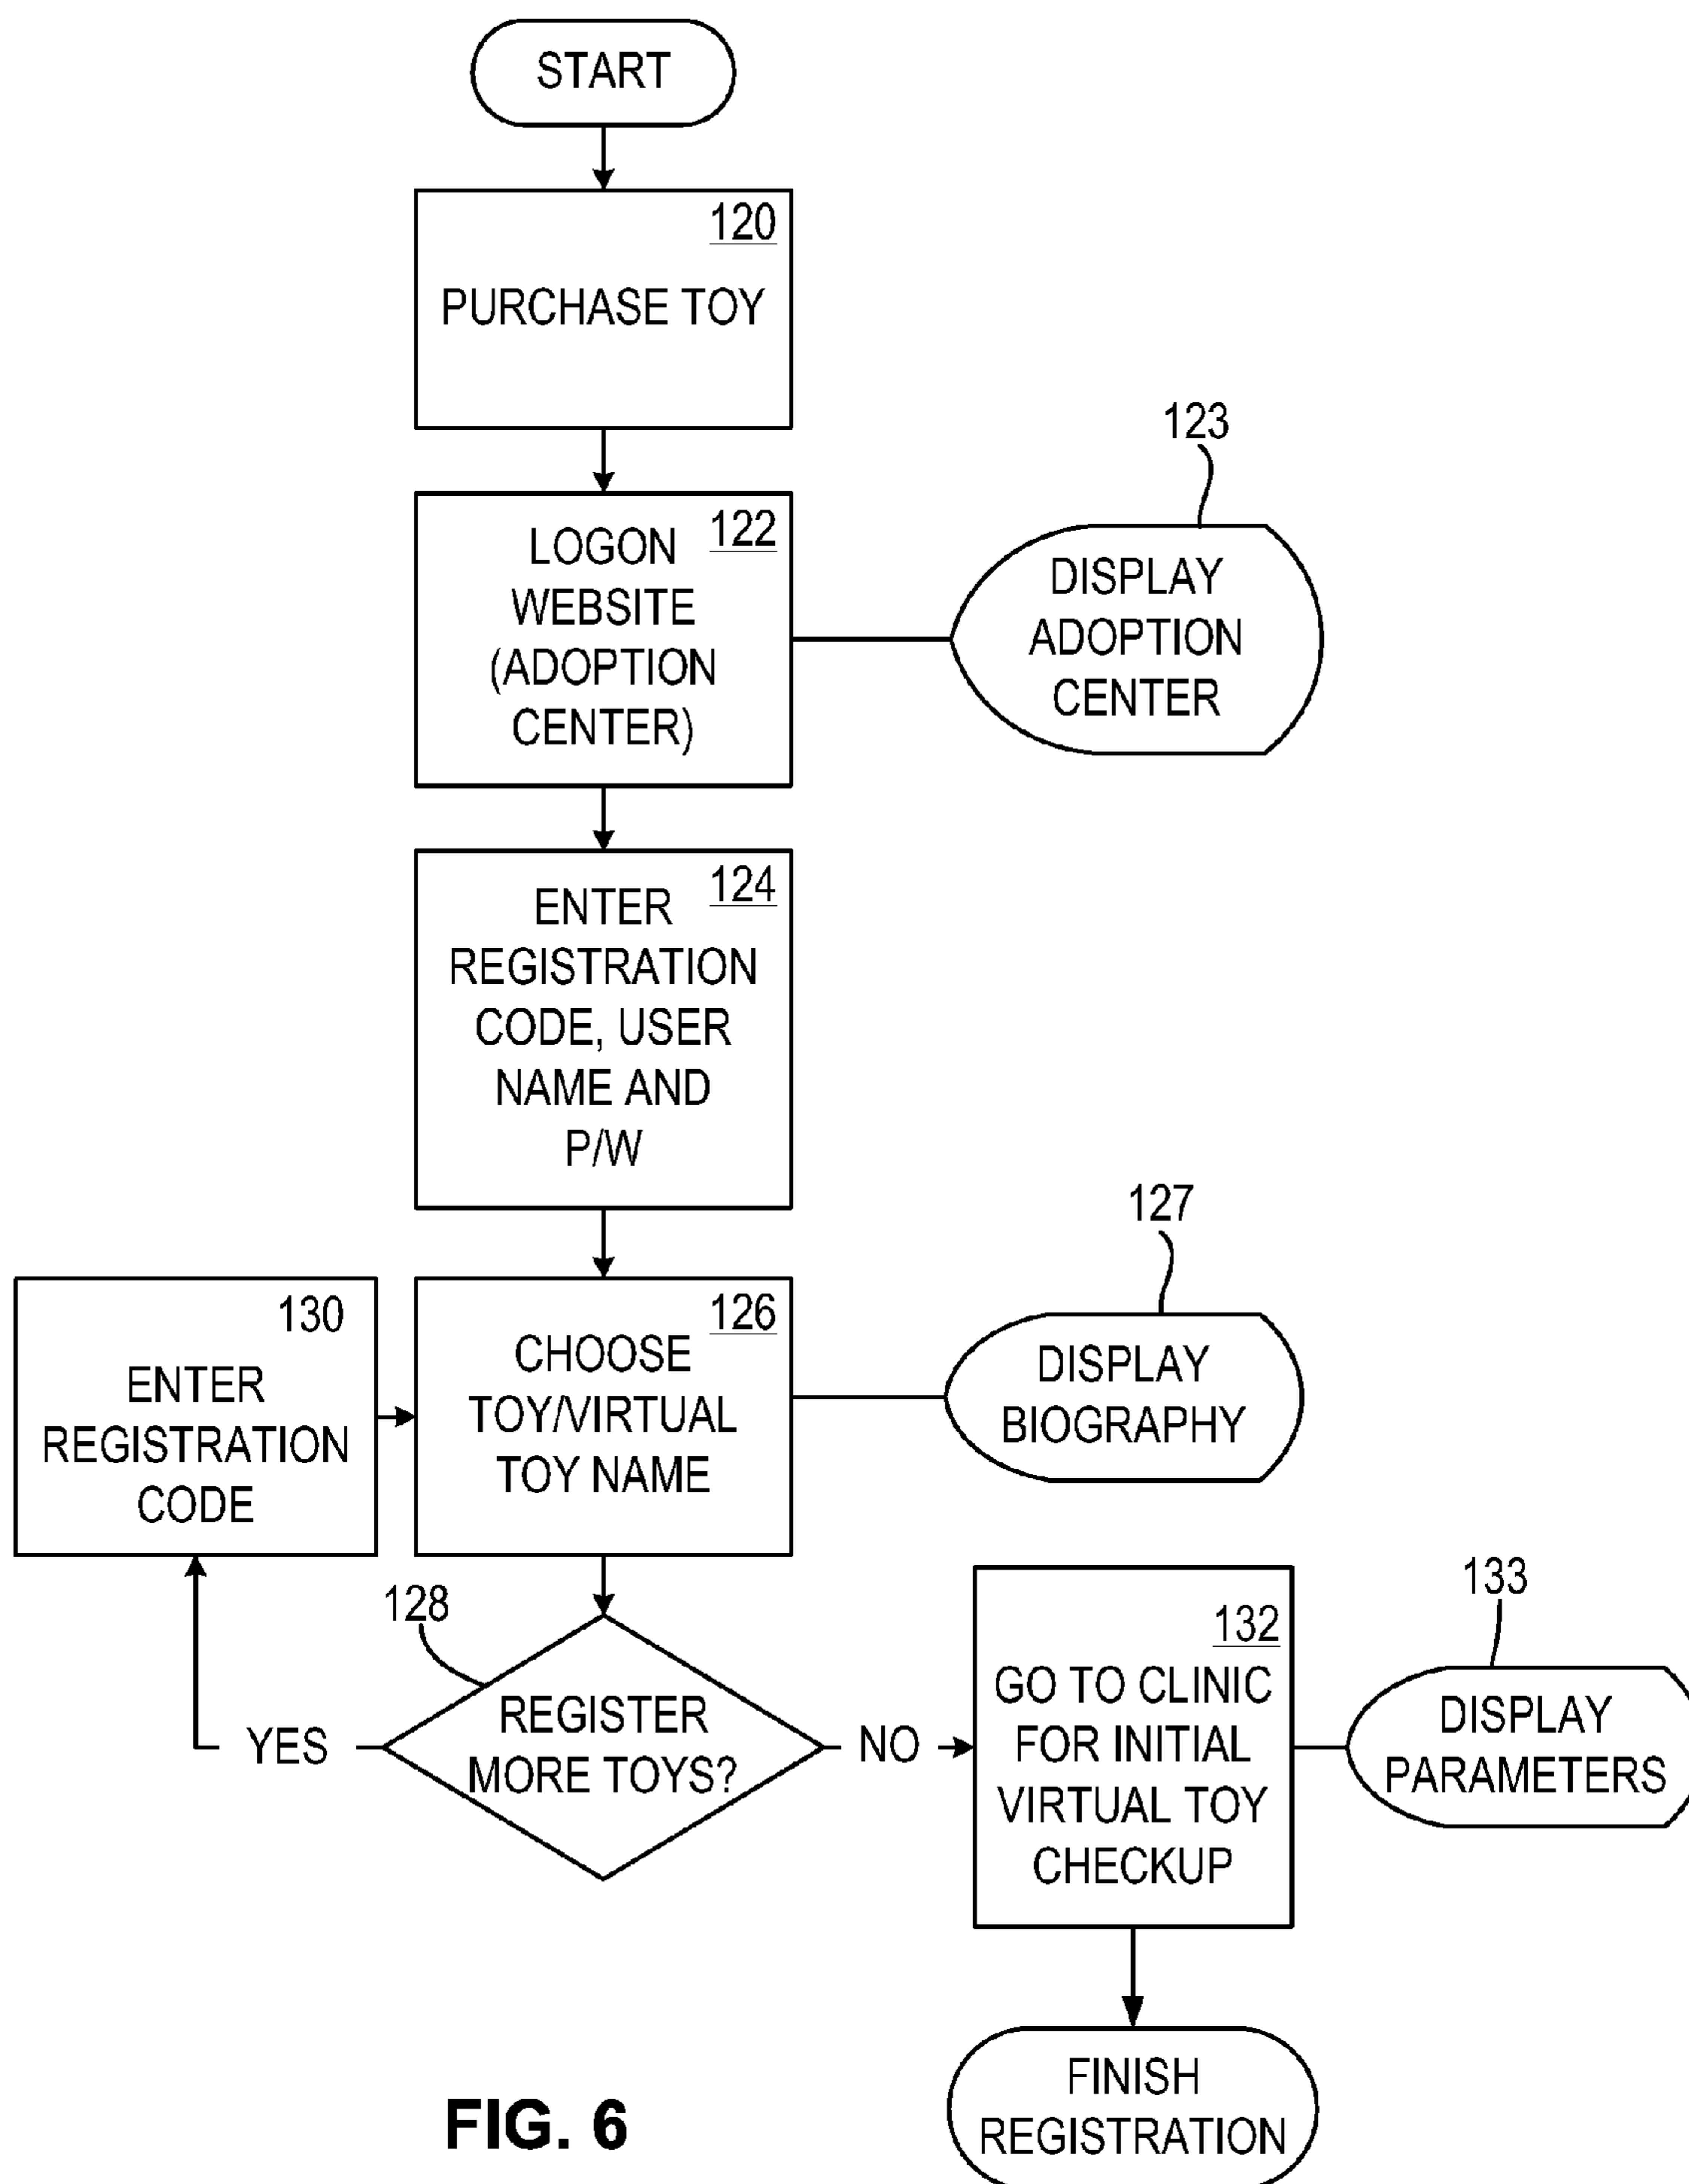 START
120
PURCHASE TOY
123
122
LOGON
WEBSITE
(ADOPTION
CENTER)
DISPLAY
ADOPTION
CENTER
124
ENTER
REGISTRATION
CODE, USER
NAME AND
P/W
127
130
ENTER
REGISTRATION
CODE
126
CHOOSE
TOY/VIRTUAL
TOY NAME
DISPLAY
BIOGRAPHY
128
REGISTER
MORE TOYS?
YES
NO
132
GO TO CLINIC
FOR INITIAL
VIRTUAL TOY
CHECKUP
133
DISPLAY
PARAMETERS
FINISH
REGISTRATION
FIG. 6